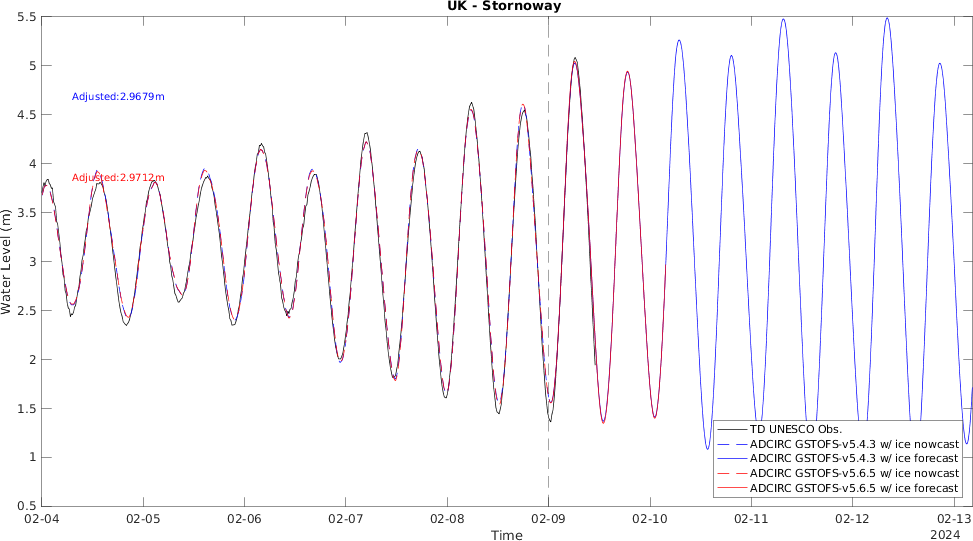 UK - Stornoway
5.5
5
4.5
4
3.5
3
2.5
2
1.5
1
0.5
Water Level (m)
Adjusted:2.9679m
Adjusted:2.9712m
TD UNESCO Obs.
ADCIRC GSTOFS-v5.4.3 w/ ice nowcast
ADCIRC GSTOFS-v5.4.3 w/ ice forecast
ADCIRC GSTOFS-v5.6.5 w/ ice nowcast
ADCIRC GSTOFS-v5.6.5 w/ ice forecast
02-04 02-05 02-06 02-07 02-08 02-09 02-10 02-11 02-12 02-13
Time
2024